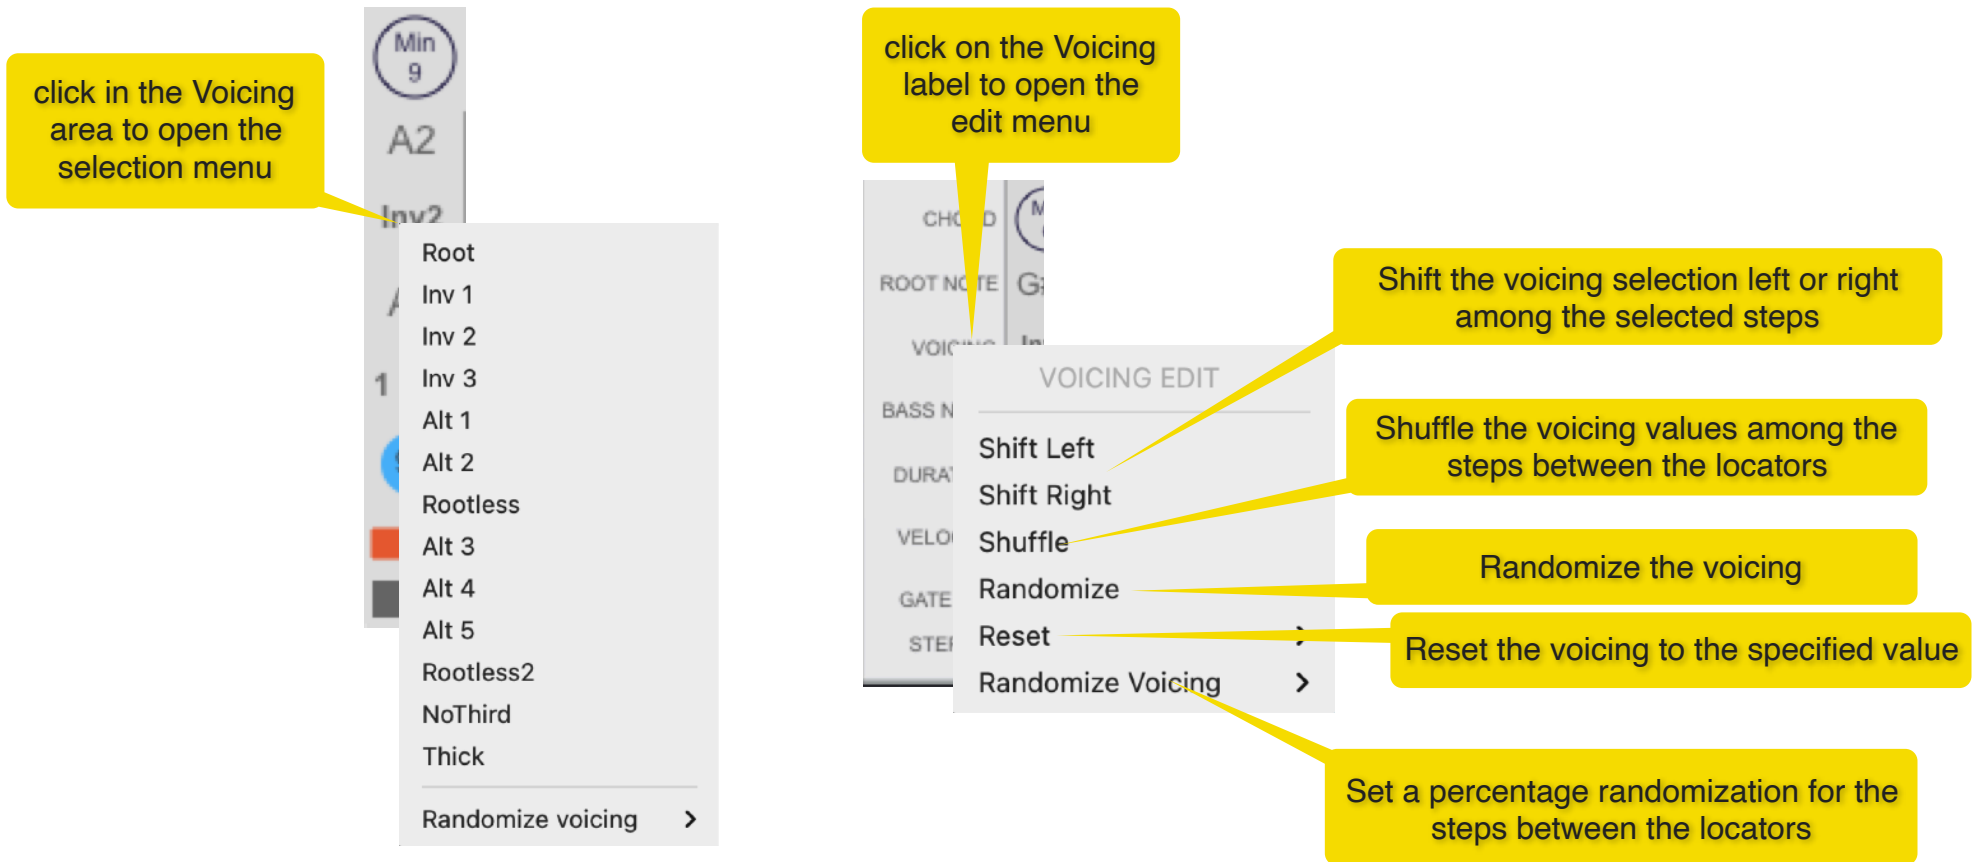 click in the Voicing
area to open the
selection menu
Min
9
A2
Inv2
1
Root
Inv 1
Inv 2
Inv 3
Alt 1
Alt 2
Rootless
Alt 3
Alt 4
Alt 5
Rootless2
NoThird
Thick
Randomize voicing
click on the Voicing
label to open the
edit menu
ROOT NOTE
VOICING EDIT
Shift Left
Shift Right
Shuffle
Randomize
Reset
Randomize Voicing
Shift the voicing selection left or right
among the selected steps
Shuffle the voicing values among the
steps between the locators
Randomize the voicing
Reset the voicing to the specified value
Set a percentage randomization for the
steps between the locators